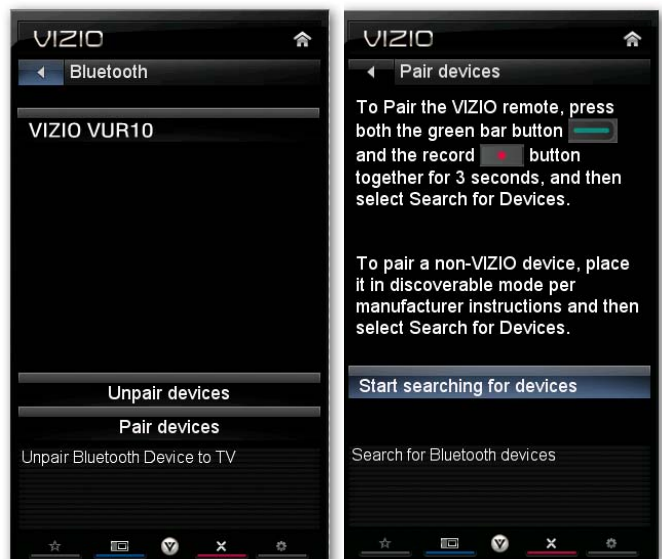 VIZIO
Bluetooth
VIZIO VUR10
Unpair devices
Pair devices
Unpair Bluetooth Device to TV
VIZIO
Pair devices
To Pair the VIZIO remote, press
both the green bar button
and the record button
together for 3 seconds, and then
select Search for Devices.
To pair a non-VIZIO device, place
it in discoverable mode per
manufacturer instructions and then
select Search for Devices.
Start searching for devices
Search for Bluetooth devices